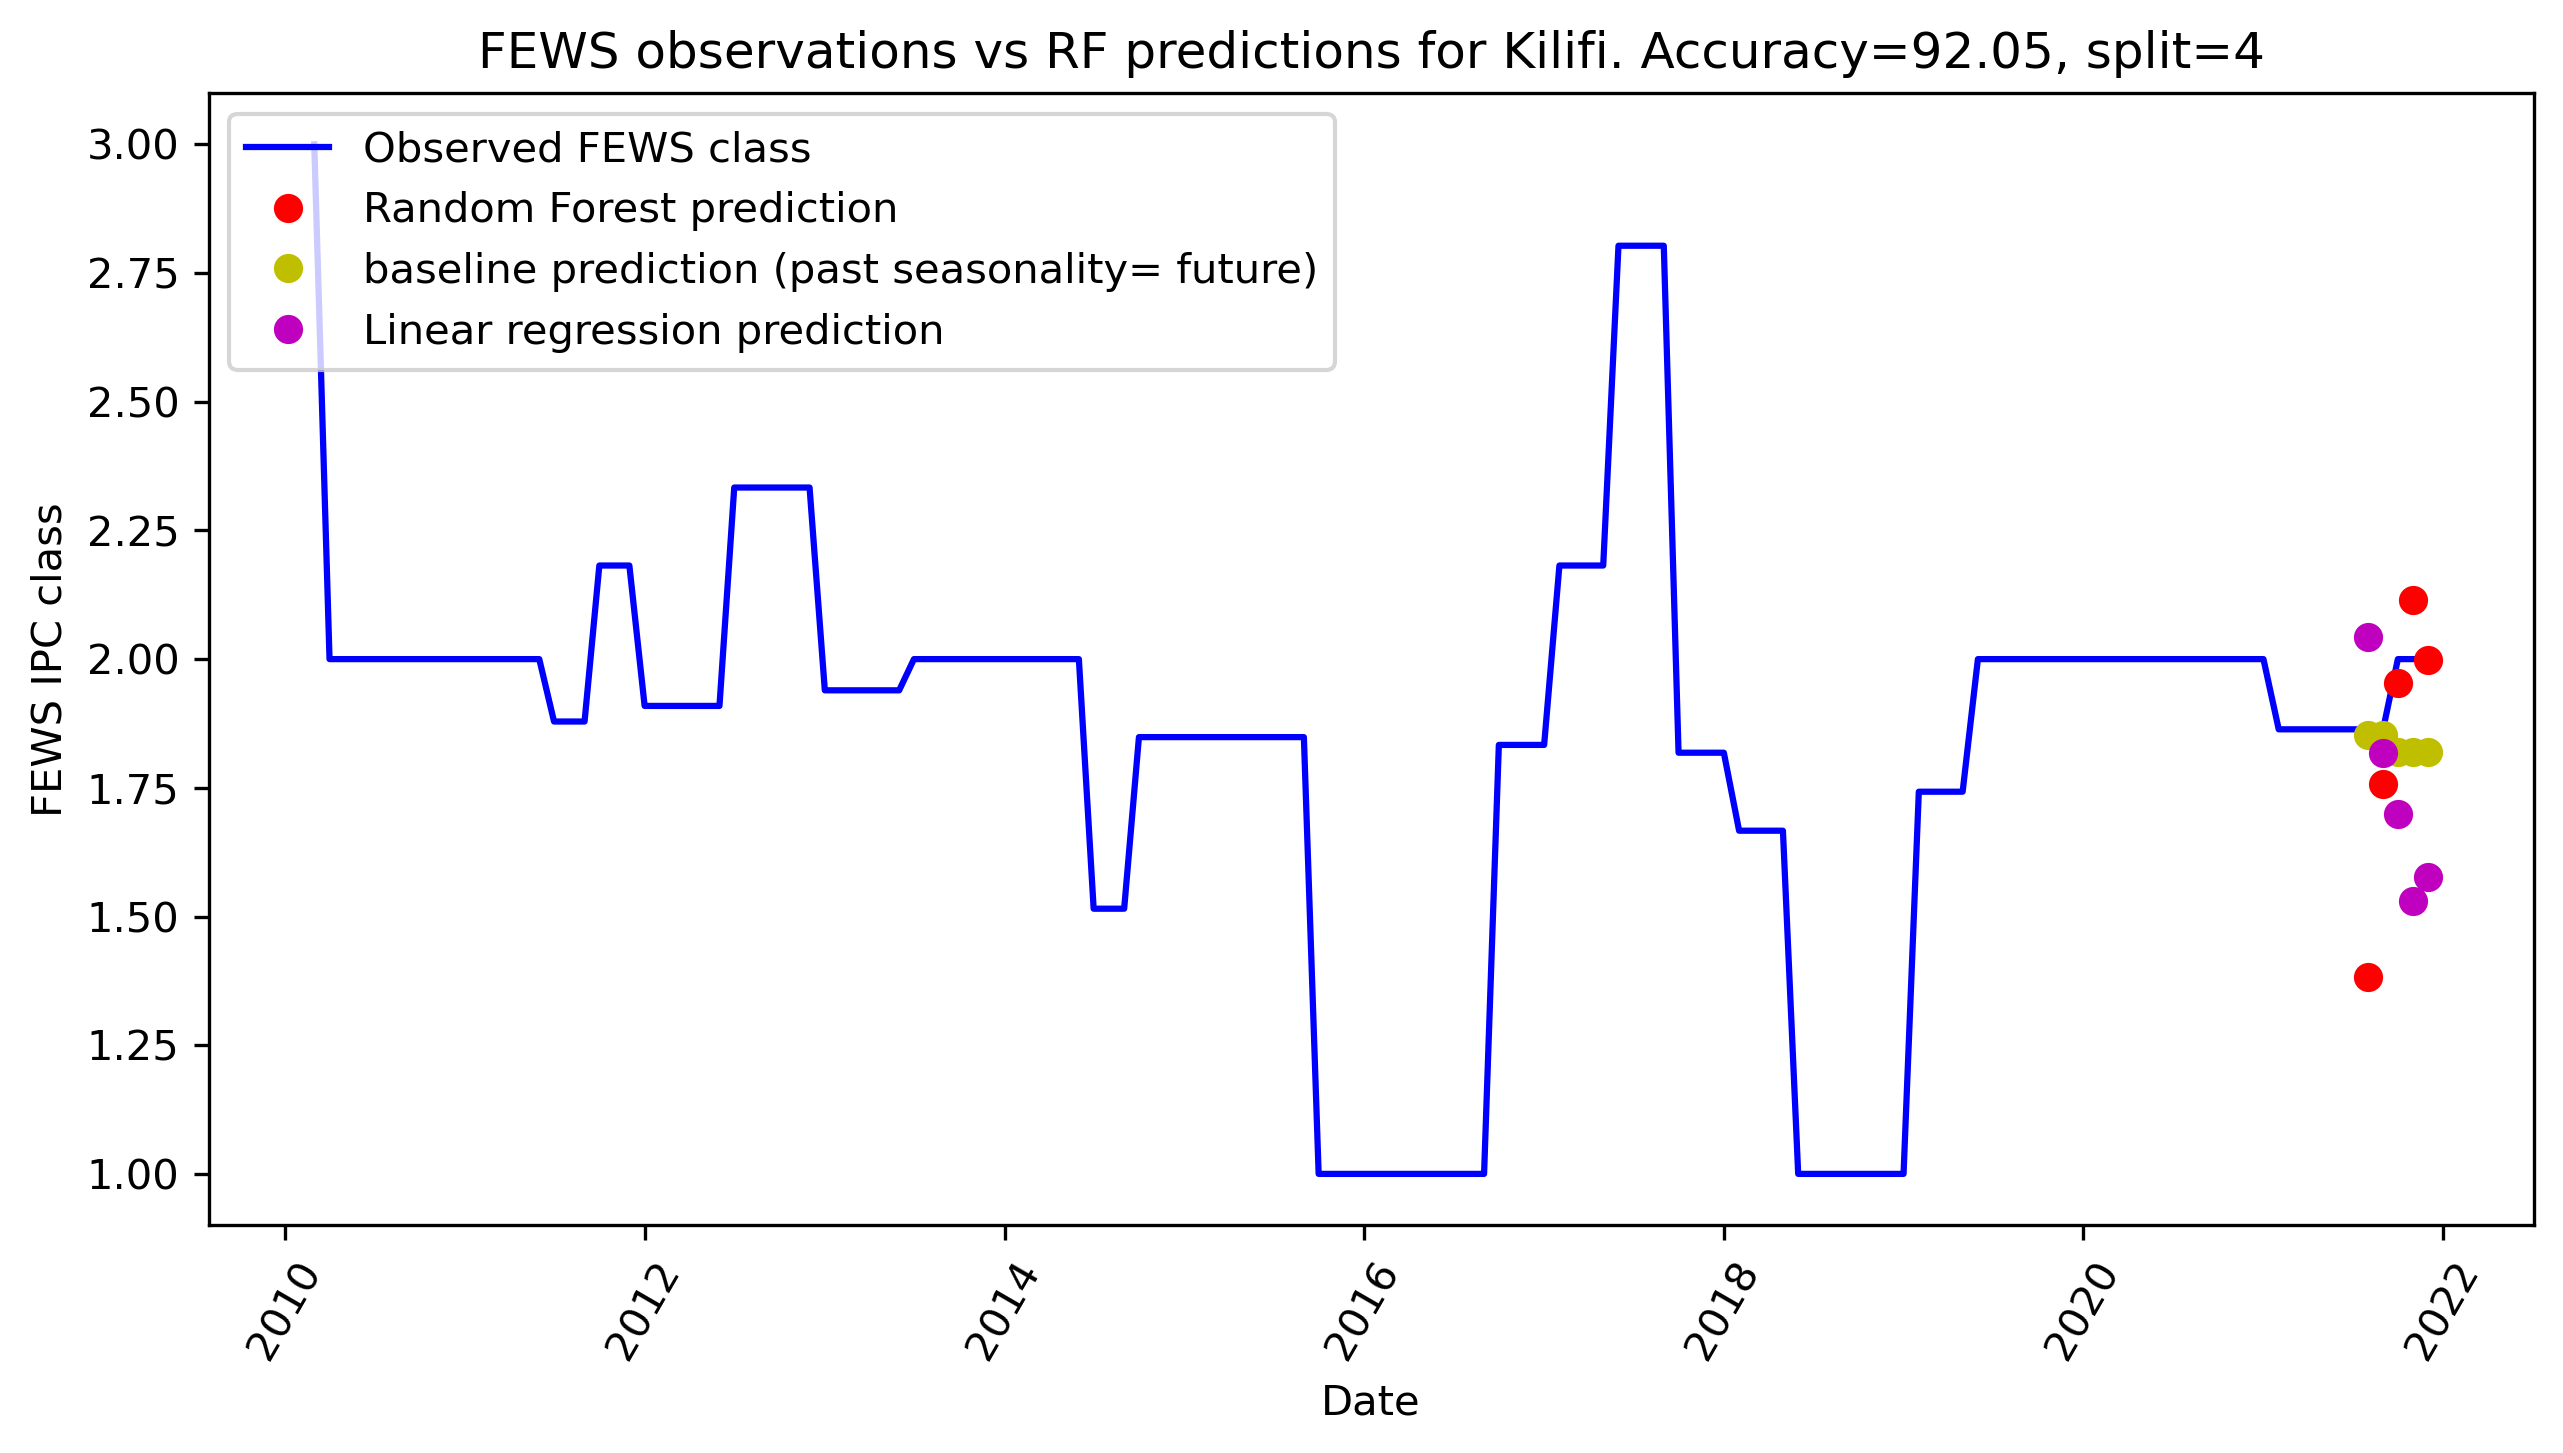 FEWS observations vs RF predictions for Kilifi. Accuracy=92.05, split=4
Observed FEWS class
Random Forest prediction
baseline prediction (past seasonality= future)
Linear regression prediction
FEWS IPC class
3.00
2.75
2.50
2.25
2.00
1.75
1.50
1.25
1.00
2010
2012
2014
2016
2018
2020
2022
Date